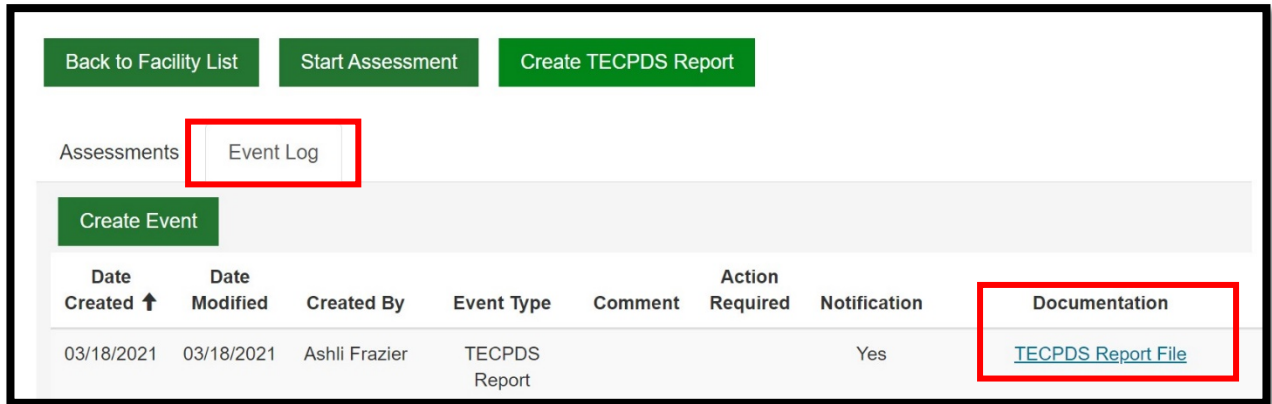 Back to Facility List Start Assessment Create TECPDS Report
Assessments Event Log
Create Event
Date Created ↑ Date Modified Created By Event Type Comment Action Required Notification Documentation
03/18/2021 03/18/2021 Ashli Frazier TECPDS Report Yes TECPDS Report File